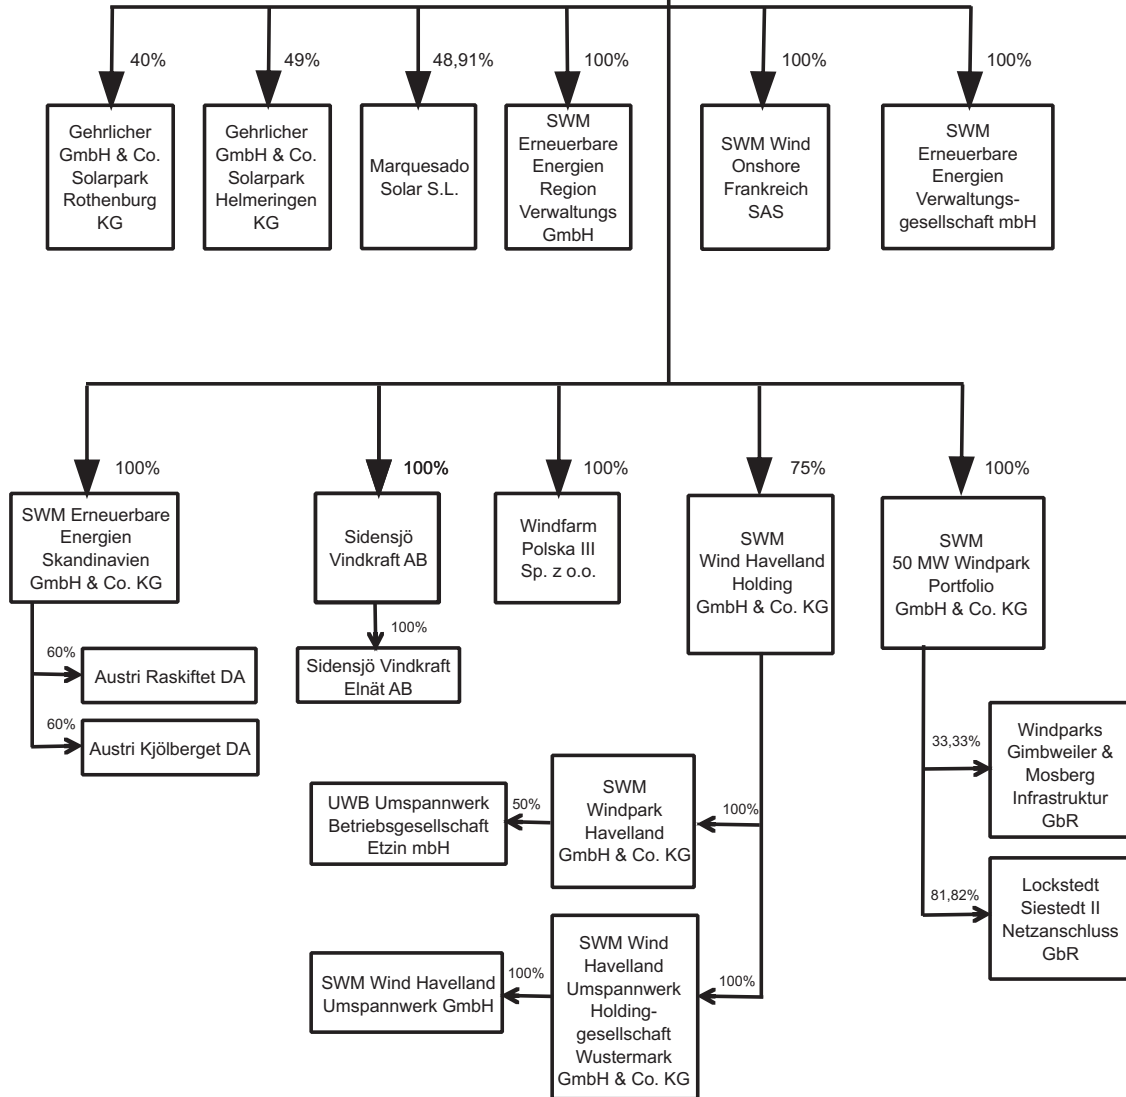 40%
49%
48,91%
100%
100%
100%
Gehrlicher
GmbH & Co.
Solarpark
Rothenburg
KG
Gehrlicher
GmbH & Co.
Solarpark
Helmeringen
KG
Marquesado
Solar S.L.
SWM
Erneuerbare
Energien
Region
Verwaltungs
GmbH
SWM Wind
Onshore
Frankreich
SAS
SWM
Erneuerbare
Energien
Verwaltungs-
gesellschaft mbH
100%
100%
100%
75%
100%
SWM Erneuerbare
Energien
Skandinavien
GmbH & Co. KG
Sidensjö
Vindkraft AB
Windfarm
Polska III
Sp. z o.o.
SWM
Wind Havelland
Holding
GmbH & Co. KG
SWM
50 MW Windpark
Portfolio
GmbH & Co. KG
60%
Austri Raskiftet DA
60%
Austri Kjölberget DA
100%
Sidensjö Vindkraft
Elnät AB
33,33%
Windparks
Gimbweiler &
Mosberg
Infrastruktur
GbR
UWB Umspannwerk
Betriebsgesellschaft
Etzin mbH
50%
SWM
Windpark
Havelland
GmbH & Co. KG
100%
81,82%
Lockstedt
Siestedt II
Netzanschluss
GbR
SWM Wind Havelland
Umspannwerk GmbH
100%
SWM Wind
Havelland
Umspannwerk
Holding-
gesellschaft
Wustermark
GmbH & Co. KG
100%